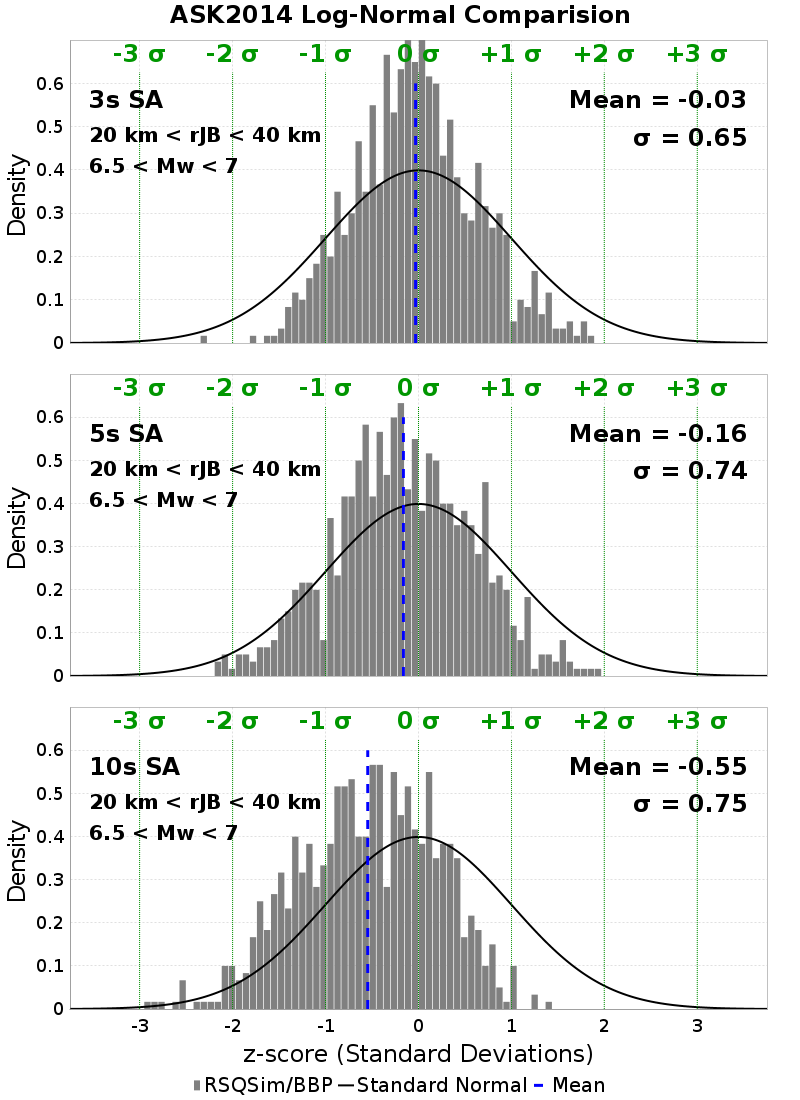 ASK2014 Log-Normal Comparision
-3 σ -2 σ -1 σ 0 σ +1 σ +2 σ +3 σ
3s SA
20 km < rJB < 40 km
6.5 < Mw < 7
Mean = -0.03
σ = 0.65
Density
0.6
0.5
0.4
0.3
0.2
0.1
0
-3 σ -2 σ -1 σ 0 σ +1 σ +2 σ +3 σ
5s SA
20 km < rJB < 40 km
6.5 < Mw < 7
Mean = -0.16
σ = 0.74
Density
0.6
0.5
0.4
0.3
0.2
0.1
0
-3 σ -2 σ -1 σ 0 σ +1 σ +2 σ +3 σ
10s SA
20 km < rJB < 40 km
6.5 < Mw < 7
Mean = -0.55
σ = 0.75
Density
0.6
0.5
0.4
0.3
0.2
0.1
0
-3 -2 -1 0 1 2 3
z-score (Standard Deviations)
RSQSim/BBP Standard Normal Mean